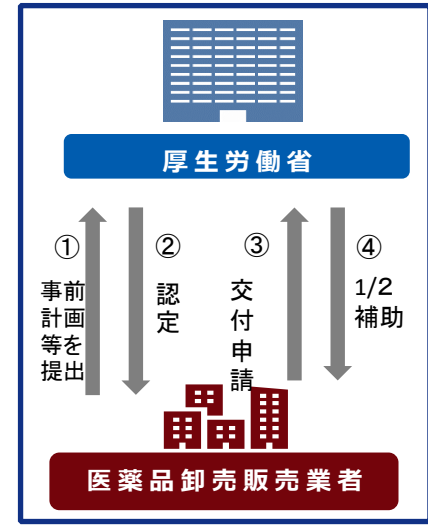 厚生労働省
①
事前
計画
等を
提出
②
認
定
③
交
付
申
請
④
1/2
補助
医薬品卸売販売業者